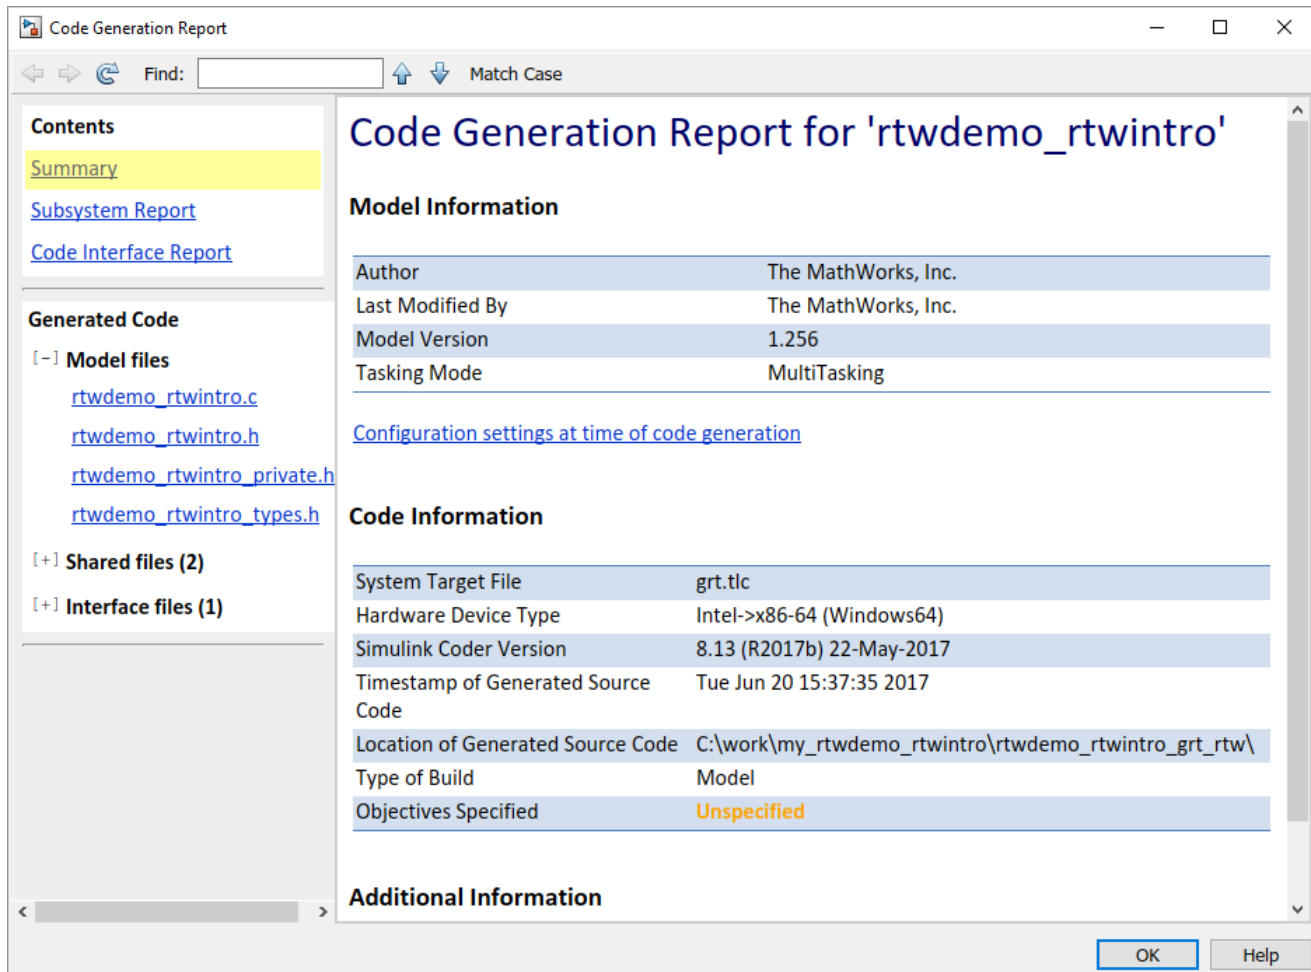 Code Generation Report
Find:
Match Case
Contents
Summary
Subsystem Report
Code Interface Report
Generated Code
[-] Model files
rtwdemo_rtwintro.c
rtwdemo_rtwintro.h
rtwdemo_rtwintro_private.h
rtwdemo_rtwintro_types.h
[+] Shared files (2)
[+] Interface files (1)
Code Generation Report for 'rtwdemo_rtwintro'
Model Information
Author The MathWorks, Inc.
Last Modified By The MathWorks, Inc.
Model Version 1.256
Tasking Mode MultiTasking
Configuration settings at time of code generation
Code Information
System Target File grt.tlc
Hardware Device Type Intel->x86-64 (Windows64)
Simulink Coder Version 8.13 (R2017b) 22-May-2017
Timestamp of Generated Source Tue Jun 20 15:37:35 2017
Code
Location of Generated Source Code C:\work\my_rtwdemo_rtwintro\rtwdemo_rtwintro_grt_rtw\
Type of Build Model
Objectives Specified Unspecified
Additional Information
OK Help